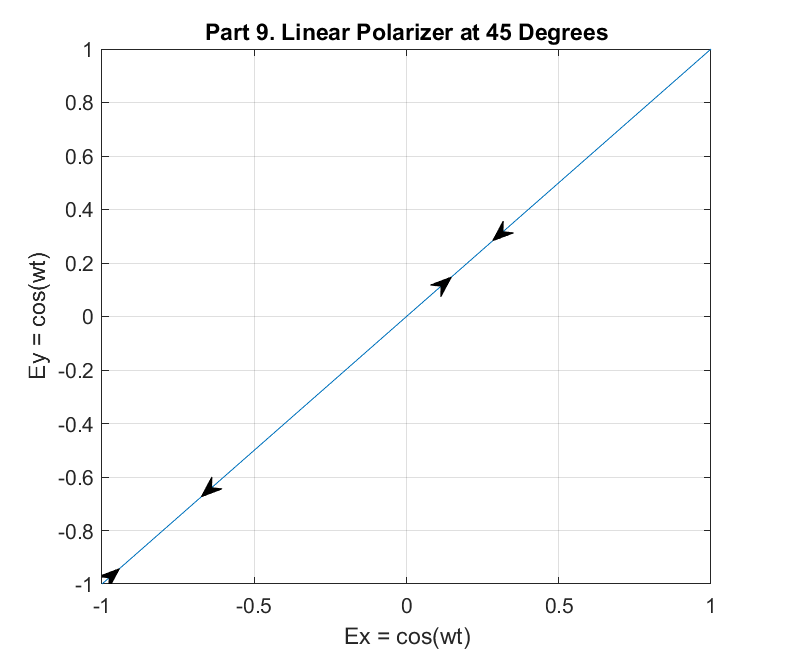 Part 9. Linear Polarizer at 45 Degrees
1
0.8
0.6
0.4
0.2
0
-0.2
-0.4
-0.6
-0.8
-1
Ey = cos(wt)
-1 -0.5 0 0.5 1
Ex = cos(wt)